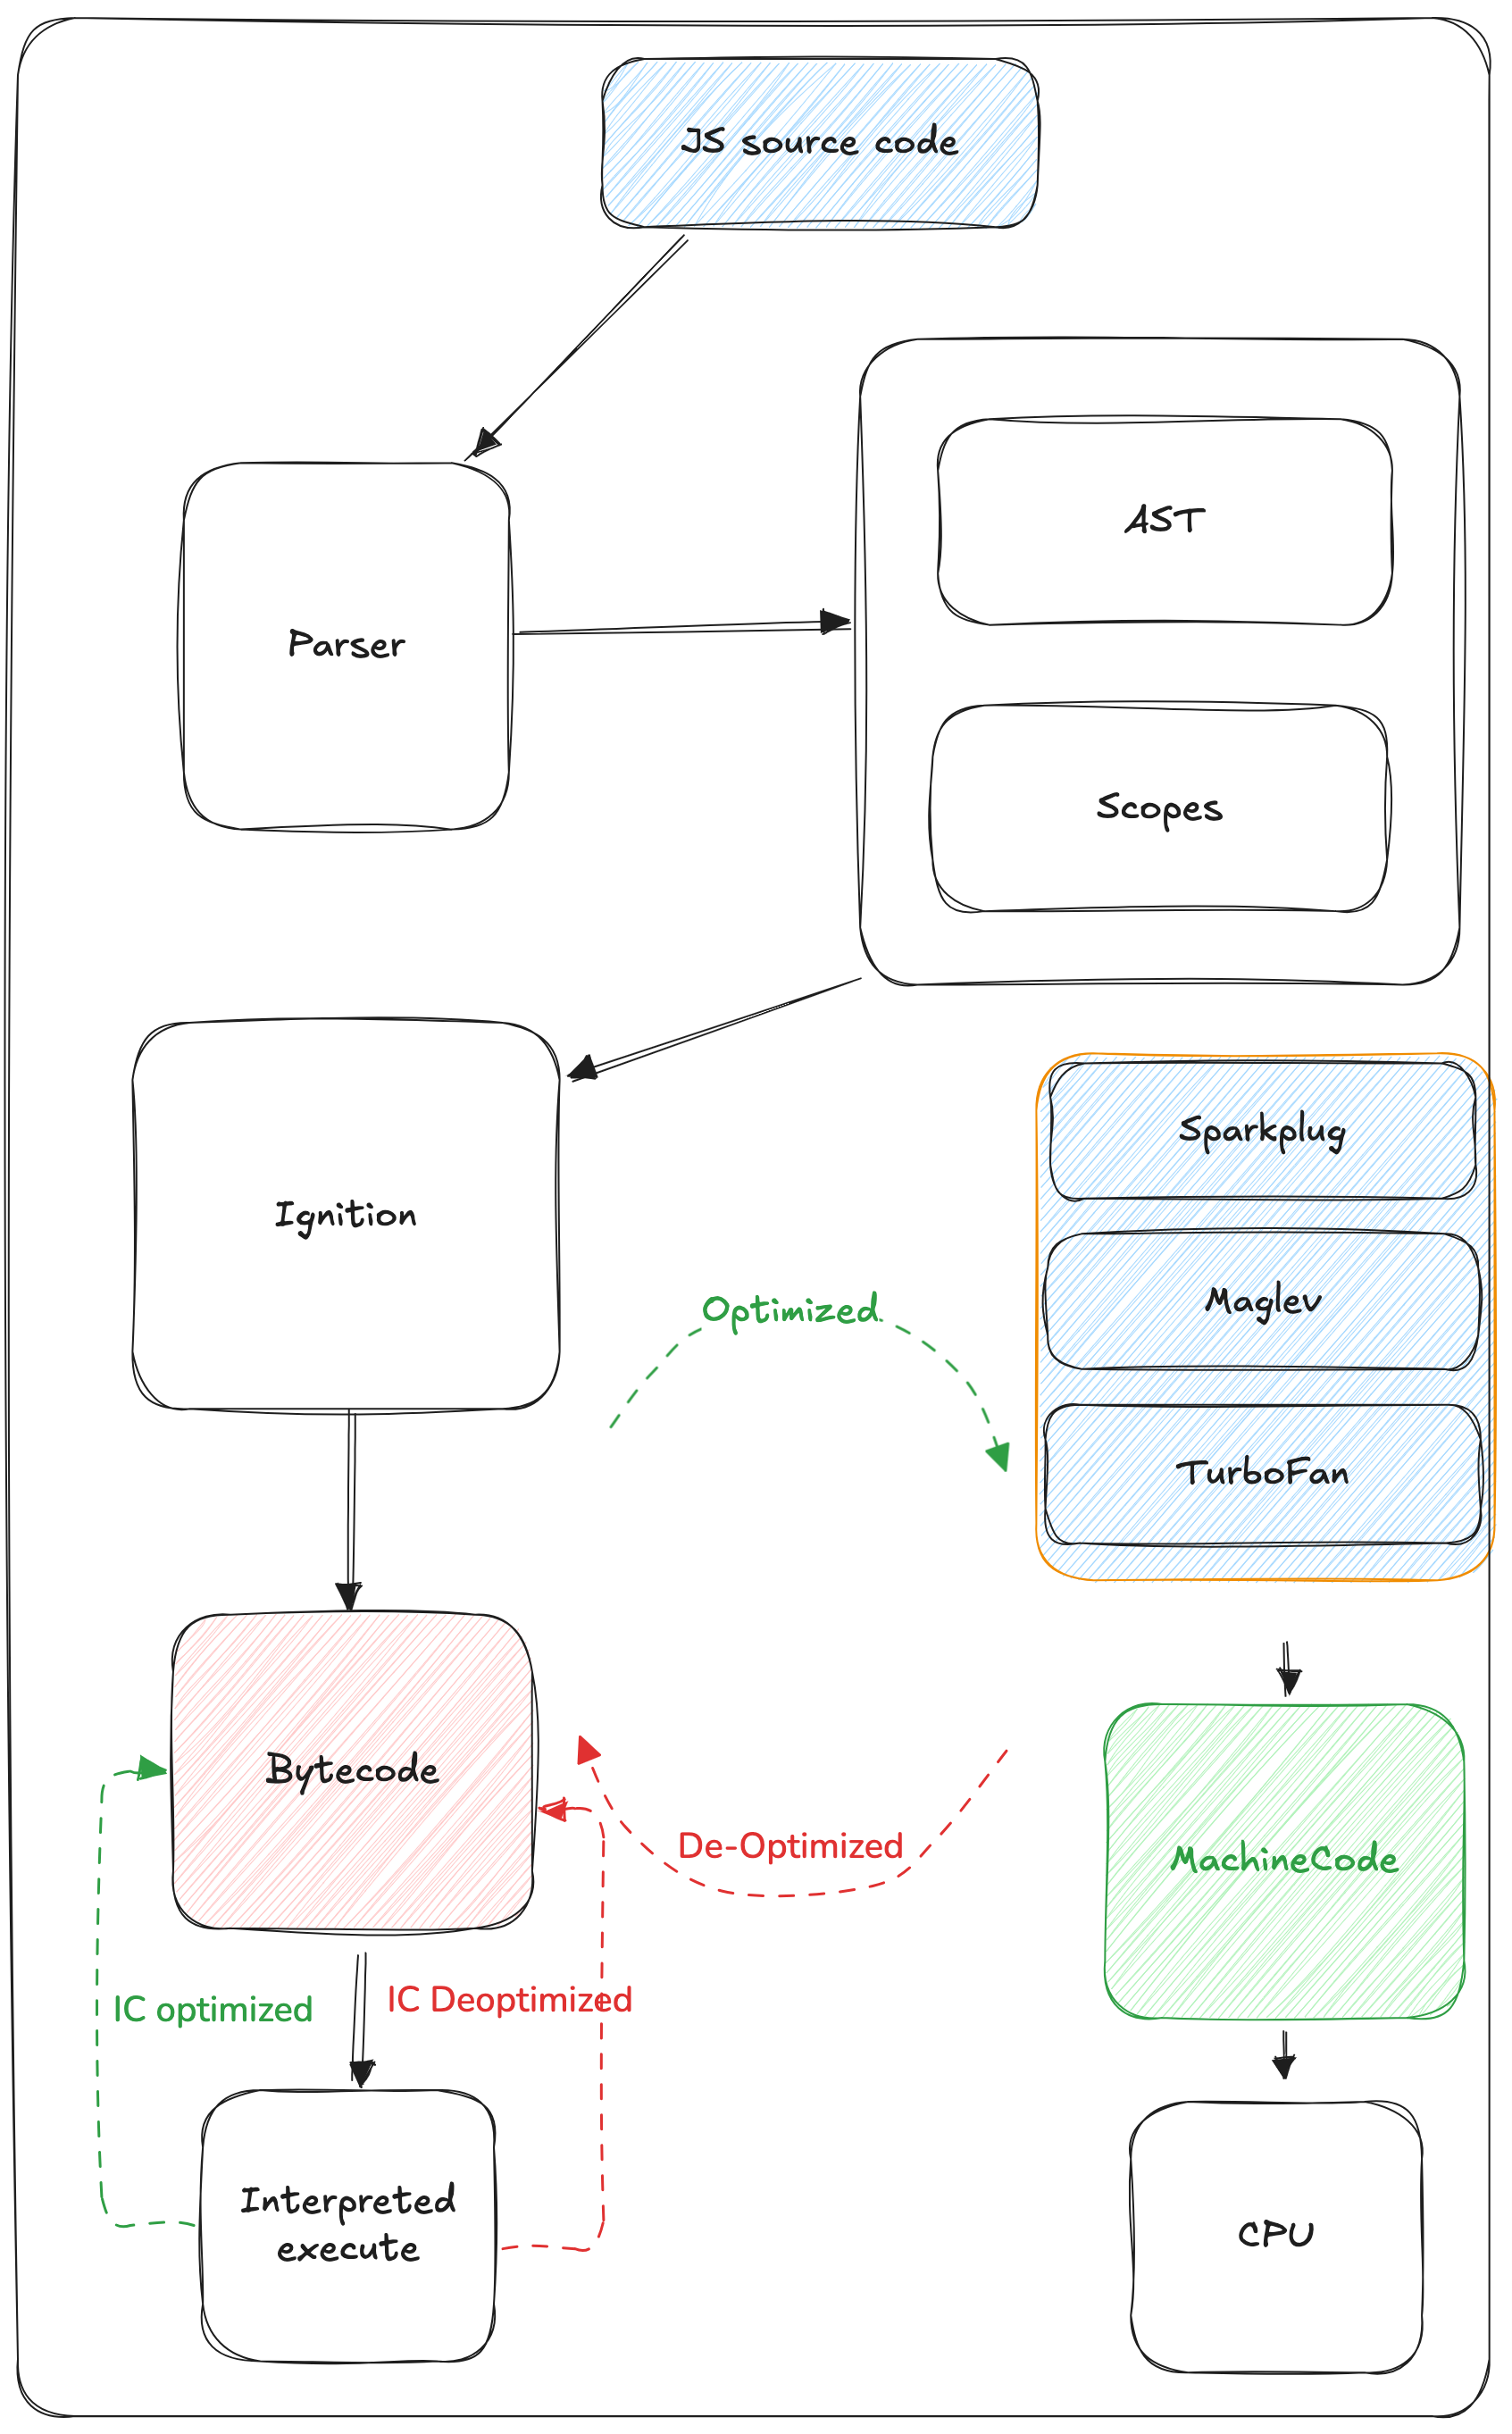 JS source code
AST
Parser
Scopes
Sparkplug
Ignition
Maglev
Optimized
TurboFan
Bytecode
De-Optimized
MachineCode
IC optimized
IC Deoptimized
Interpreted
execute
CPU